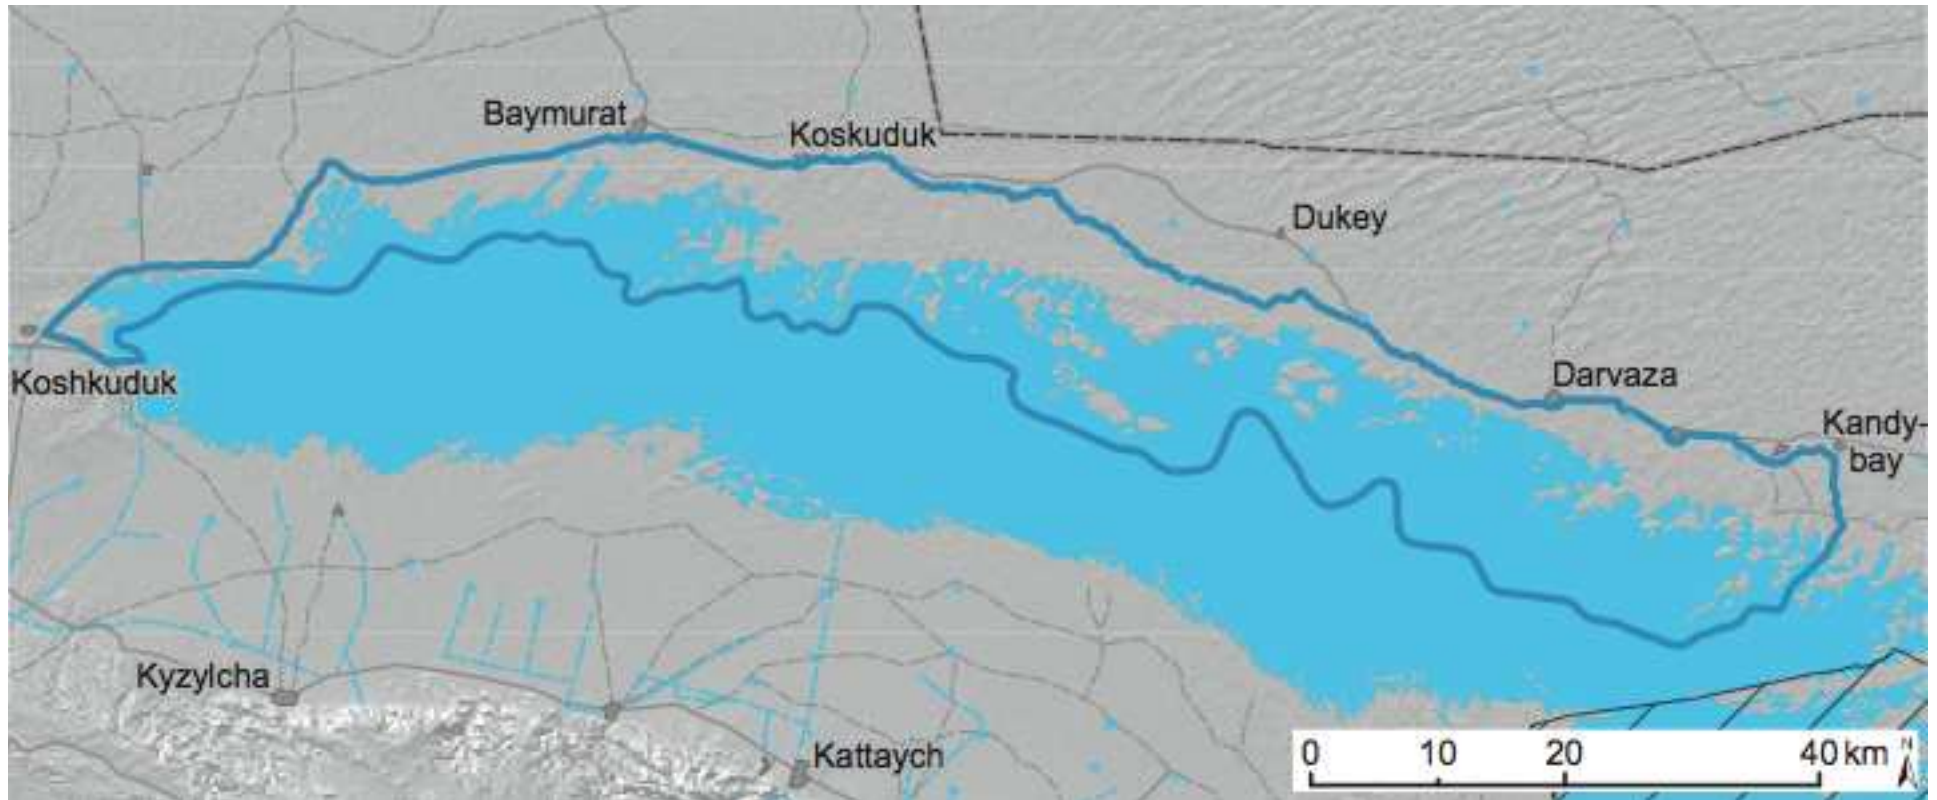 Baymurat
Koskuduk
Dukey
Koshkuduk
Darvaza
Kandy-
bay
Kyzylcha
Kattaych
0 10 20 40 km
N